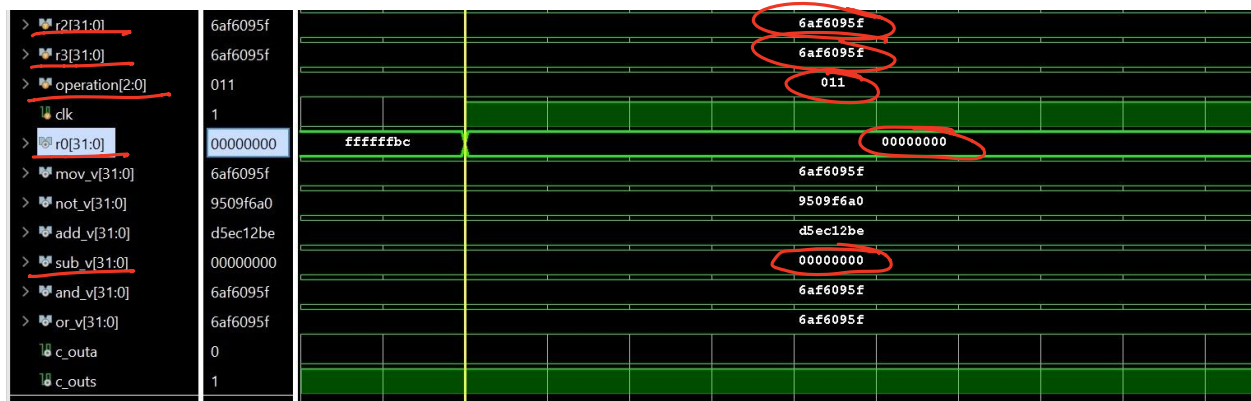 r2[31:0] 6af6095f 6af6095f
r3[31:0] 6af6095f 6af6095f
operation[2:0] 011 011
clk 1
r0[31:0] 00000000 ffffffbc 00000000
mov_v[31:0] 6af6095f 6af6095f
not_v[31:0] 9509f6a0 9509f6a0
add_v[31:0] d5ec12be d5ec12be
sub_v[31:0] 00000000 00000000
and_v[31:0] 6af6095f 6af6095f
or_v[31:0] 6af6095f 6af6095f
c_outa 0
c_outs 1